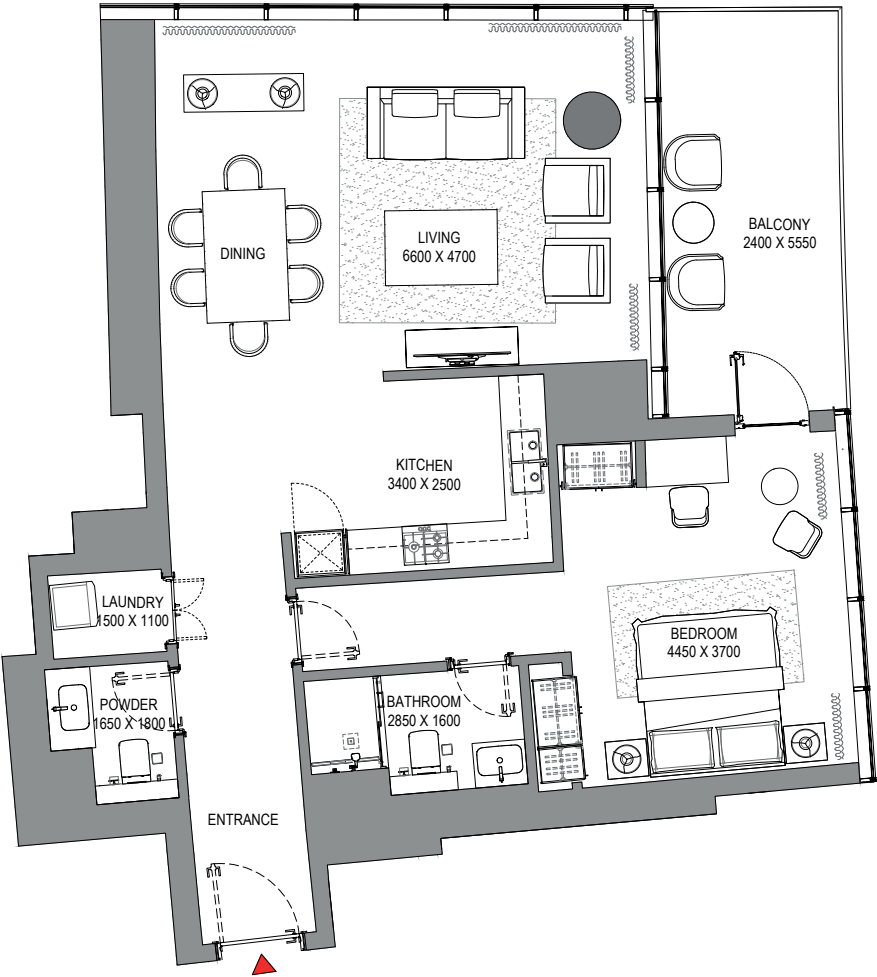 BALCONY
2400 X 5550
LIVING
6600 X 4700
DINING
KITCHEN
3400 X 2500
LAUNDRY
1500 X 1100
BEDROOM
4450 X 3700
POWDER
1650 X 1800
BATHROOM
2850 X 1600
ENTRANCE